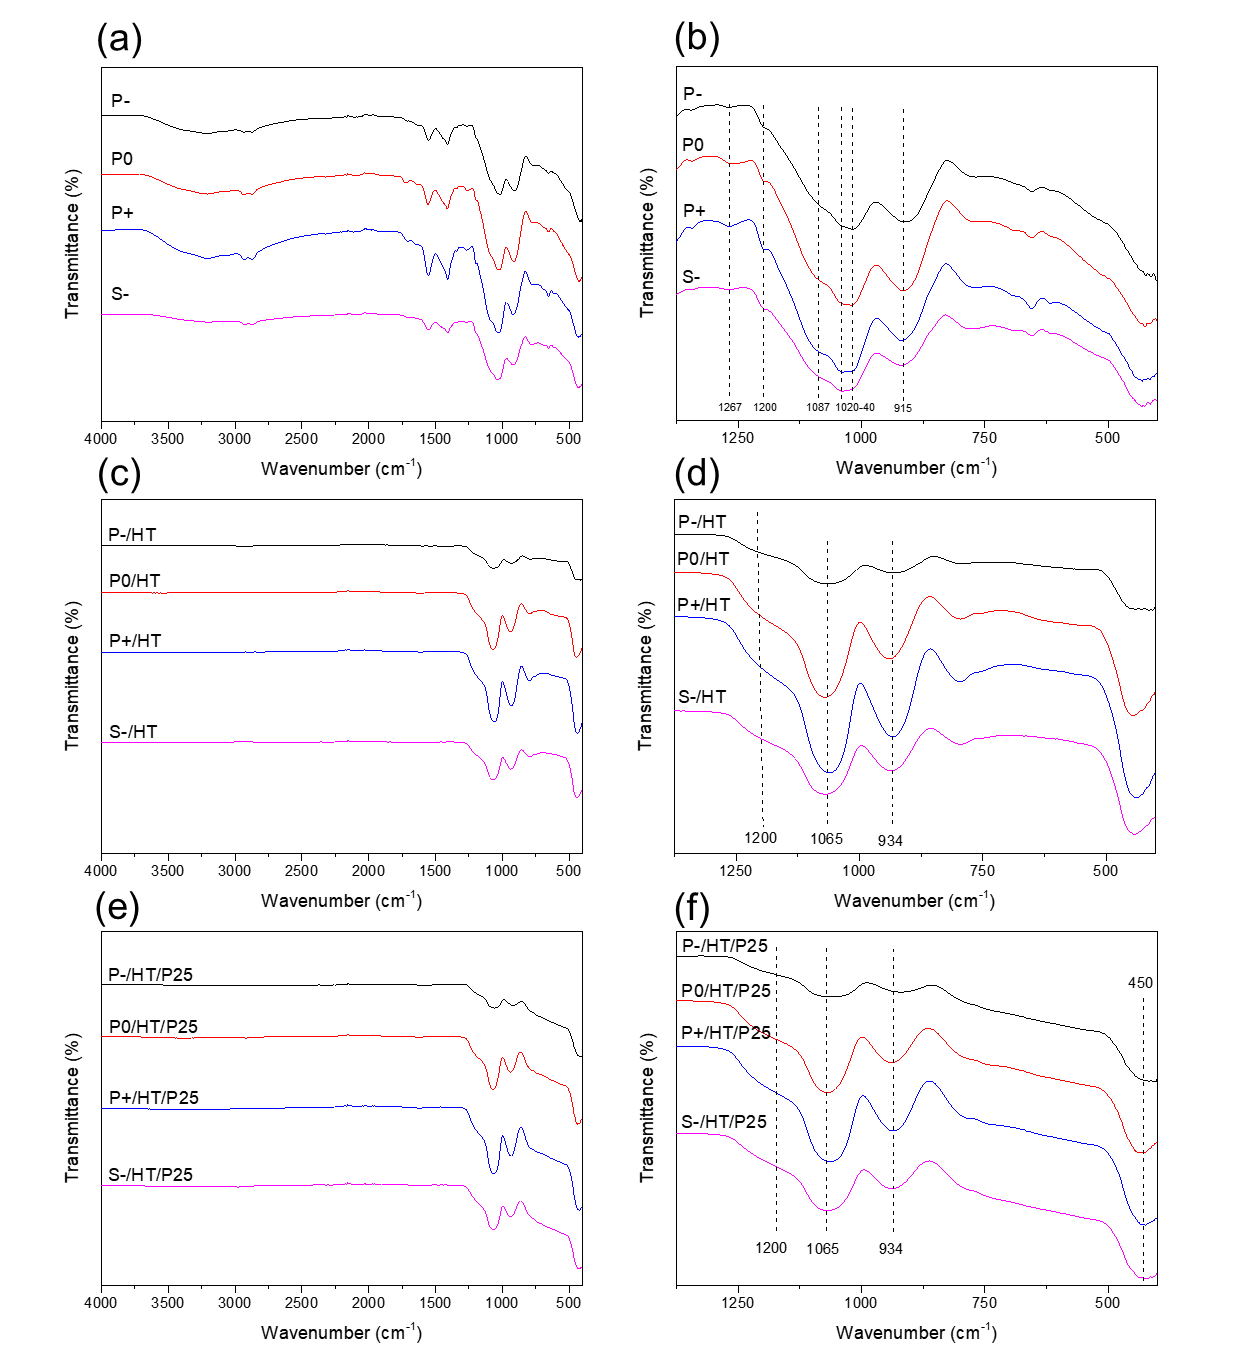 (a)
P-
P0
P+
S-
Transmittance (%)
4000 3500 3000 2500 2000 1500 1000 500
Wavenumber (cm-1)
(b)
P-
P0
P+
S-
1267 1200 1087 1020-40 915
Transmittance (%)
1250 1000 750 500
Wavenumber (cm-1)
(c)
P-/HT
P0/HT
P+/HT
S-/HT
Transmittance (%)
4000 3500 3000 2500 2000 1500 1000 500
Wavenumber (cm-1)
(d)
P-/HT
P0/HT
P+/HT
S-/HT
1200 1065 934
Transmittance (%)
1250 1000 750 500
Wavenumber (cm-1)
(e)
P-/HT/P25
P0/HT/P25
P+/HT/P25
S-/HT/P25
Transmittance (%)
4000 3500 3000 2500 2000 1500 1000 500
Wavenumber (cm-1)
(f)
P-/HT/P25
450
P0/HT/P25
P+/HT/P25
S-/HT/P25
1200 1065 934
Transmittance (%)
1250 1000 750 500
Wavenumber (cm-1)